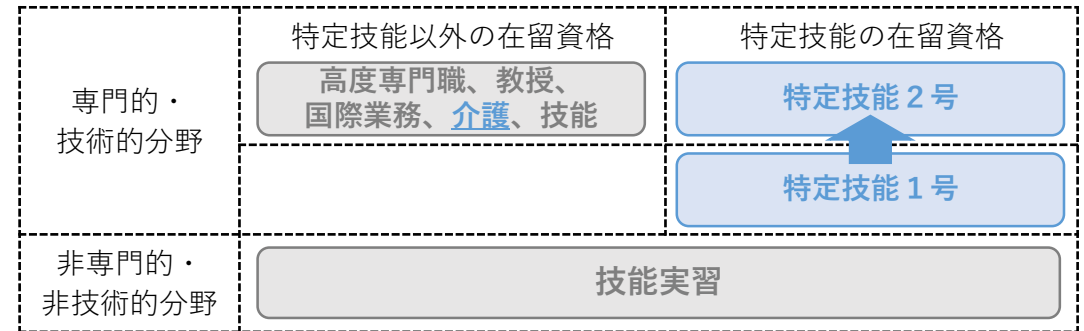 特定技能以外の在留資格
特定技能の在留資格
専門的・
技術的分野
高度専門職、教授、
国際業務、介護、技能
特定技能２号
特定技能１号
非専門的・
非技術的分野
技能実習